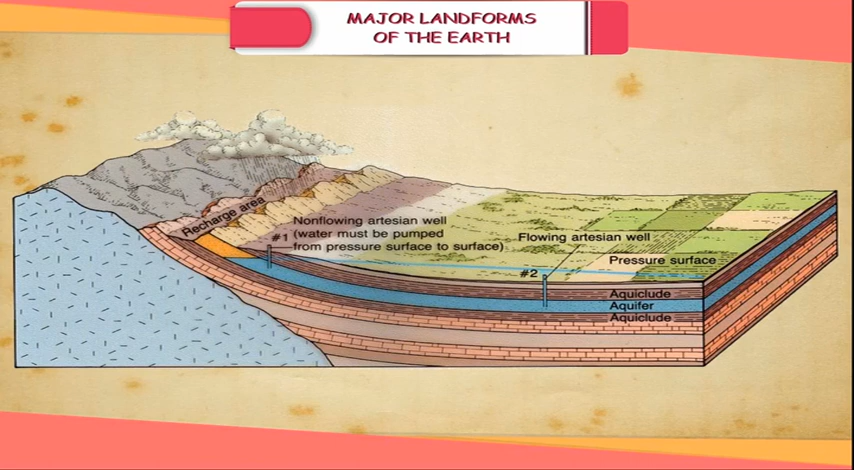 MAJOR LANDFORMS
OF THE EARTH
Recharge area
Nonflowing artesian well
(water must be pumped
from pressure surface to surface)
#1
Flowing artesian well
Pressure surface
#2
Aquiclude
Aquifer
Aquiclude